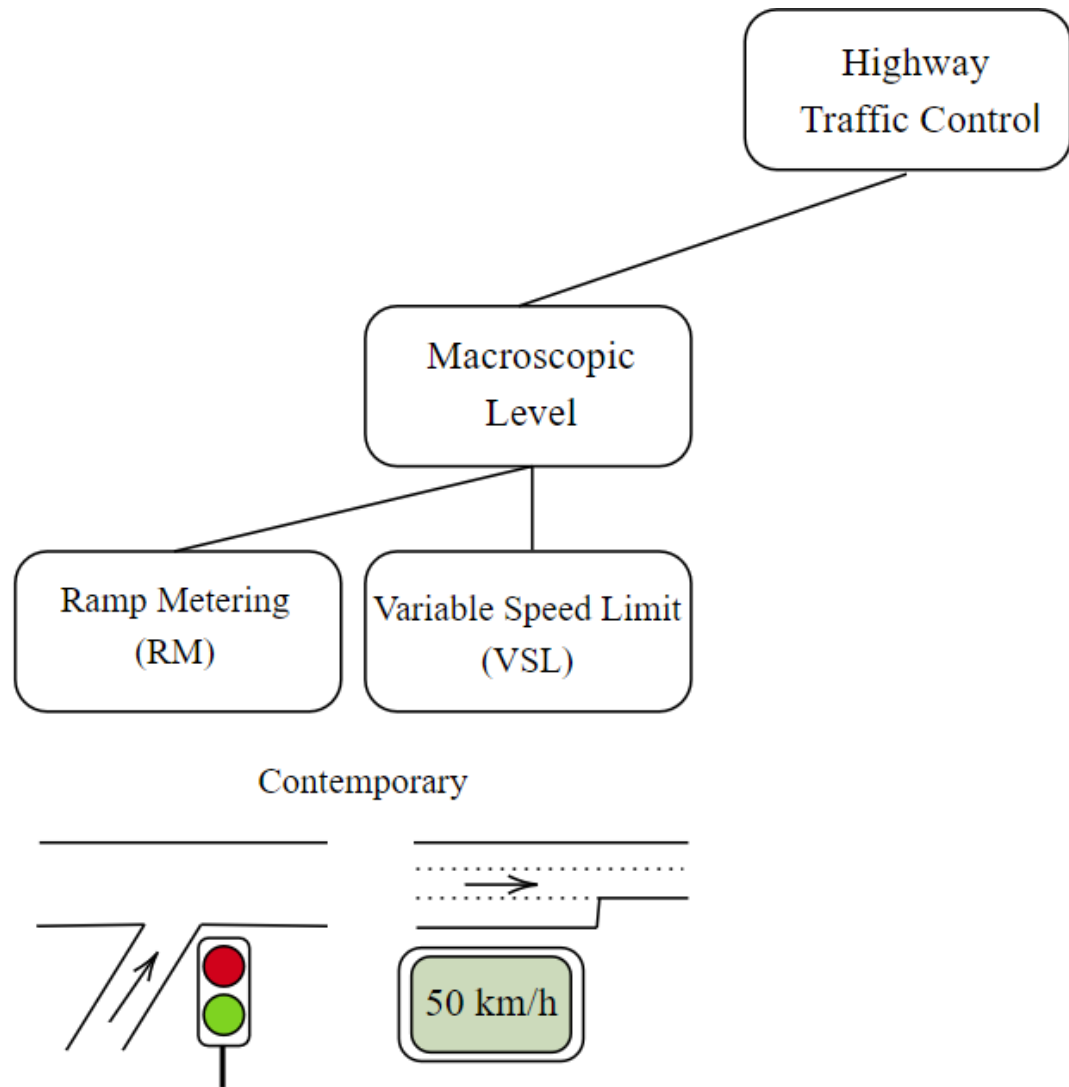 Highway
Traffic Control
Macroscopic
Level
Ramp Metering
(RM)
Variable Speed Limit
(VSL)
Contemporary
50 km/h